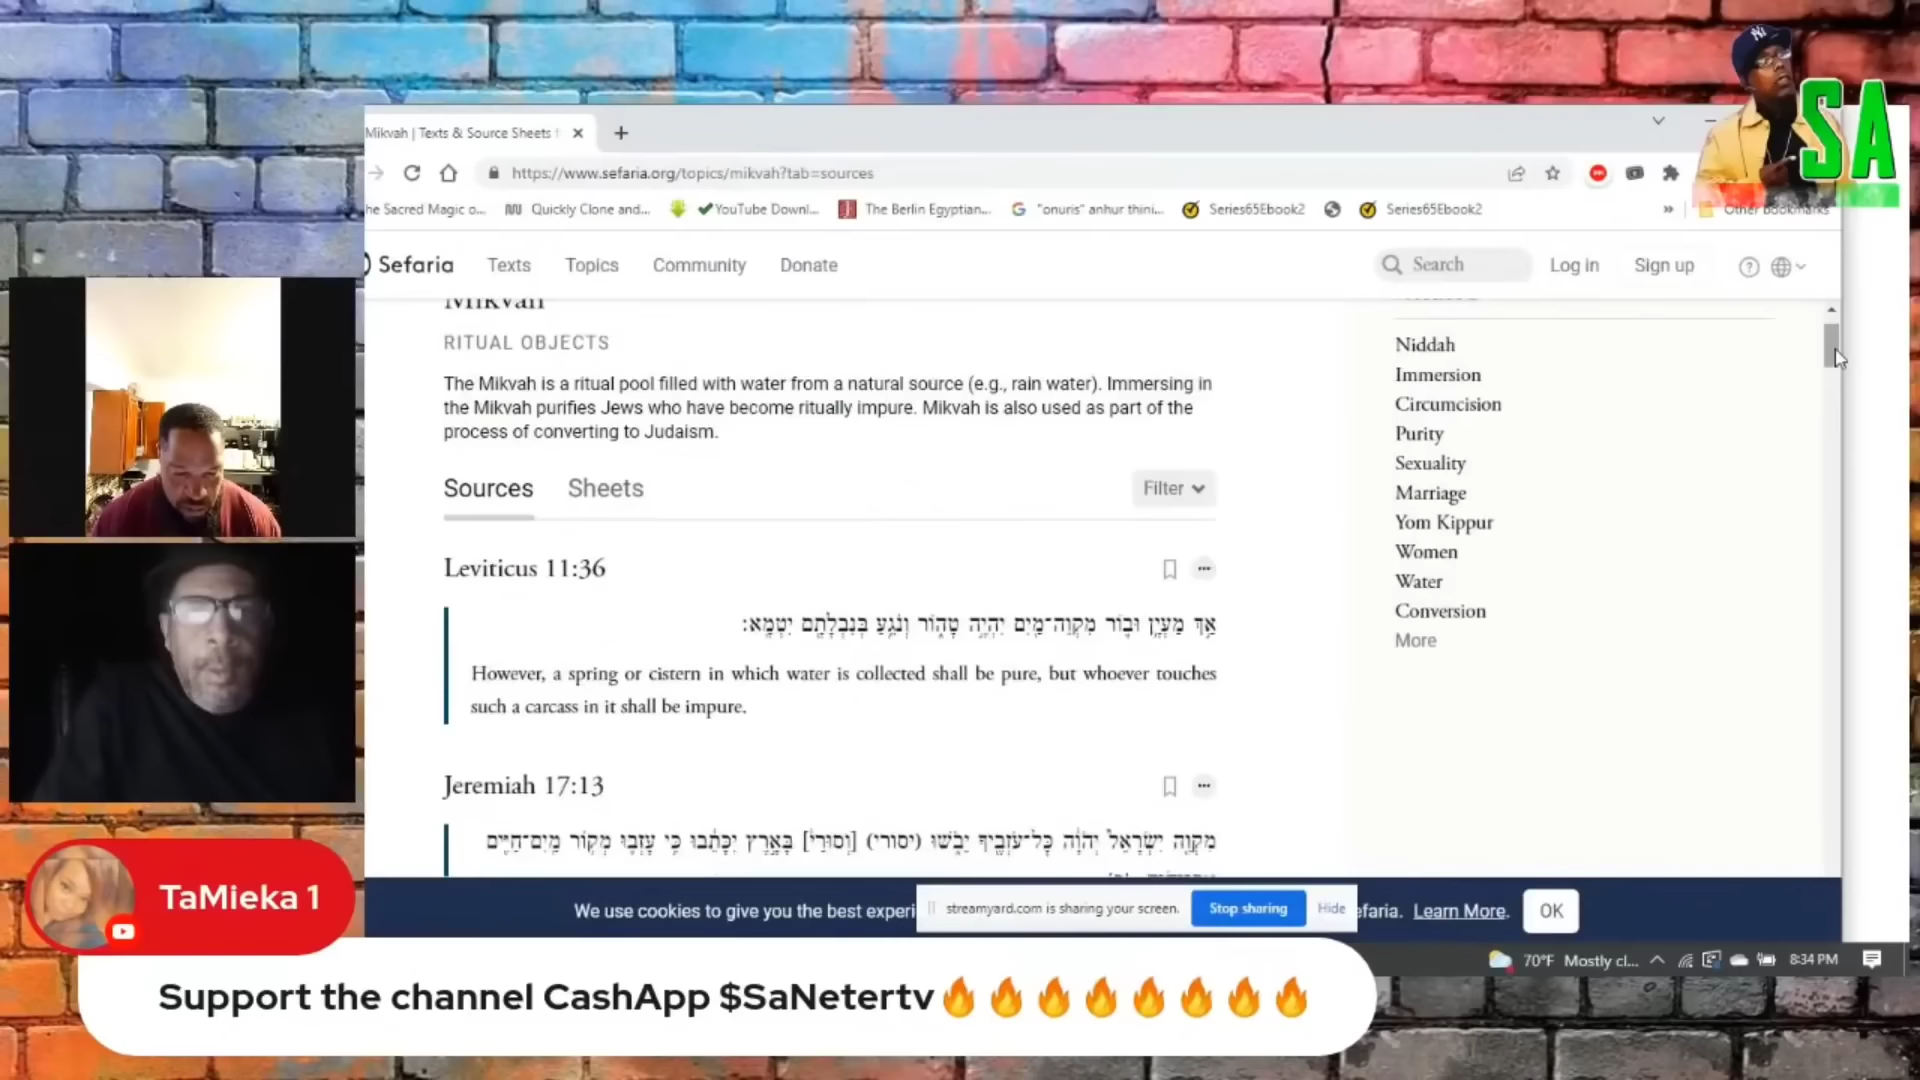 SA
Mikvah | Texts & Source Sheets f
https://www.sefaria.org/topics/mikvah?tab=sources
he Sacred Magic o...
Quickly Clone and...
YouTube Downl...
The Berlin Egyptian...
"onuris" anhur thini...
Series65Ebook2
Series65Ebook2
»
Other bookmarks
Sefaria
Texts
Topics
Community
Donate
Search
Log in
Sign up
Mikvah
RITUAL OBJECTS
The Mikvah is a ritual pool filled with water from a natural source (e.g., rain water). Immersing in
the Mikvah purifies Jews who have become ritually impure. Mikvah is also used as part of the
process of converting to Judaism.
Sources
Sheets
Filter
Leviticus 11:36
אַ֣ךְ מַעְיָ֥ן וּב֛וֹר מִקְוֵה־מַ֖יִם יִהְיֶ֣ה טָה֑וֹר וְנֹגֵ֥עַ בְּנִבְלָתָ֖ם יִטְמָֽא׃
However, a spring or cistern in which water is collected shall be pure, but whoever touches
such a carcass in it shall be impure.
Jeremiah 17:13
מִקְוֵ֤ה יִשְׂרָאֵל֙ יְהֹוָ֔ה כׇּל־עֹזְבֶ֖יךָ יֵבֹ֑שׁוּ (יסורי) [וְסוּרַי֙] בָּאָ֣רֶץ יִכָּתֵ֔בוּ כִּ֥י עָזְב֛וּ מְק֥וֹר מַֽיִם־חַיִּ֖ים
Niddah
Immersion
Circumcision
Purity
Sexuality
Marriage
Yom Kippur
Women
Water
Conversion
More
We use cookies to give you the best experi
streamyard.com is sharing your screen.
Stop sharing
Hide
efaria. Learn More.
OK
70°F Mostly cl...
8:34 PM
TaMieka 1
Support the channel CashApp $SaNetertv🔥🔥🔥🔥🔥🔥🔥🔥